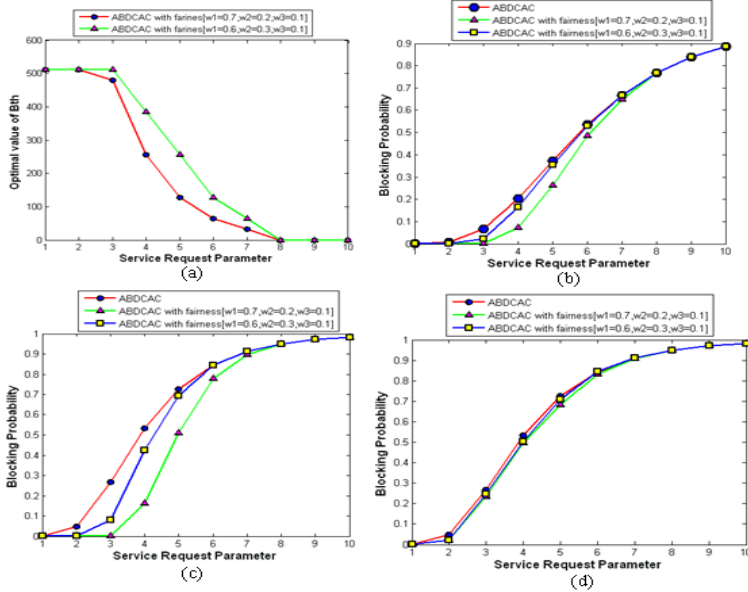 ABDCAC with farines[w1=0.7,w2=0.2,w3=0.1]
ABDCAC with fairness[w1=0.6,w2=0.3,w3=0.1]
600
500
400
300
200
100
0
Optimal value of Bth
1 2 3 4 5 6 7 8 9 10
Service Request Parameter
(a)
ABDCAC
ABDCAC with fairness[w1=0.7,w2=0.2,w3=0.1]
ABDCAC with fairness[w1=0.6,w2=0.3,w3=0.1]
0.9
0.8
0.7
0.6
0.5
0.4
0.3
0.2
0.1
0
Blocking Probability
1 2 3 4 5 6 7 8 9 10
Service Request Parameter
(b)
ABDCAC
ABDCAC with fairness[w1=0.7,w2=0.2,w3=0.1]
ABDCAC with fairness[w1=0.6,w2=0.3,w3=0.1]
1
0.9
0.8
0.7
0.6
0.5
0.4
0.3
0.2
0.1
0
Blocking Probability
1 2 3 4 5 6 7 8 9 10
Service Request Parameter
(c)
ABDCAC
ABDCAC with fairness[w1=0.7,w2=0.2,w3=0.1]
ABDCAC with fairness[w1=0.6,w2=0.3,w3=0.1]
1
0.9
0.8
0.7
0.6
0.5
0.4
0.3
0.2
0.1
0
Blocking Probability
1 2 3 4 5 6 7 8 9 10
Service Request Parameter
(d)